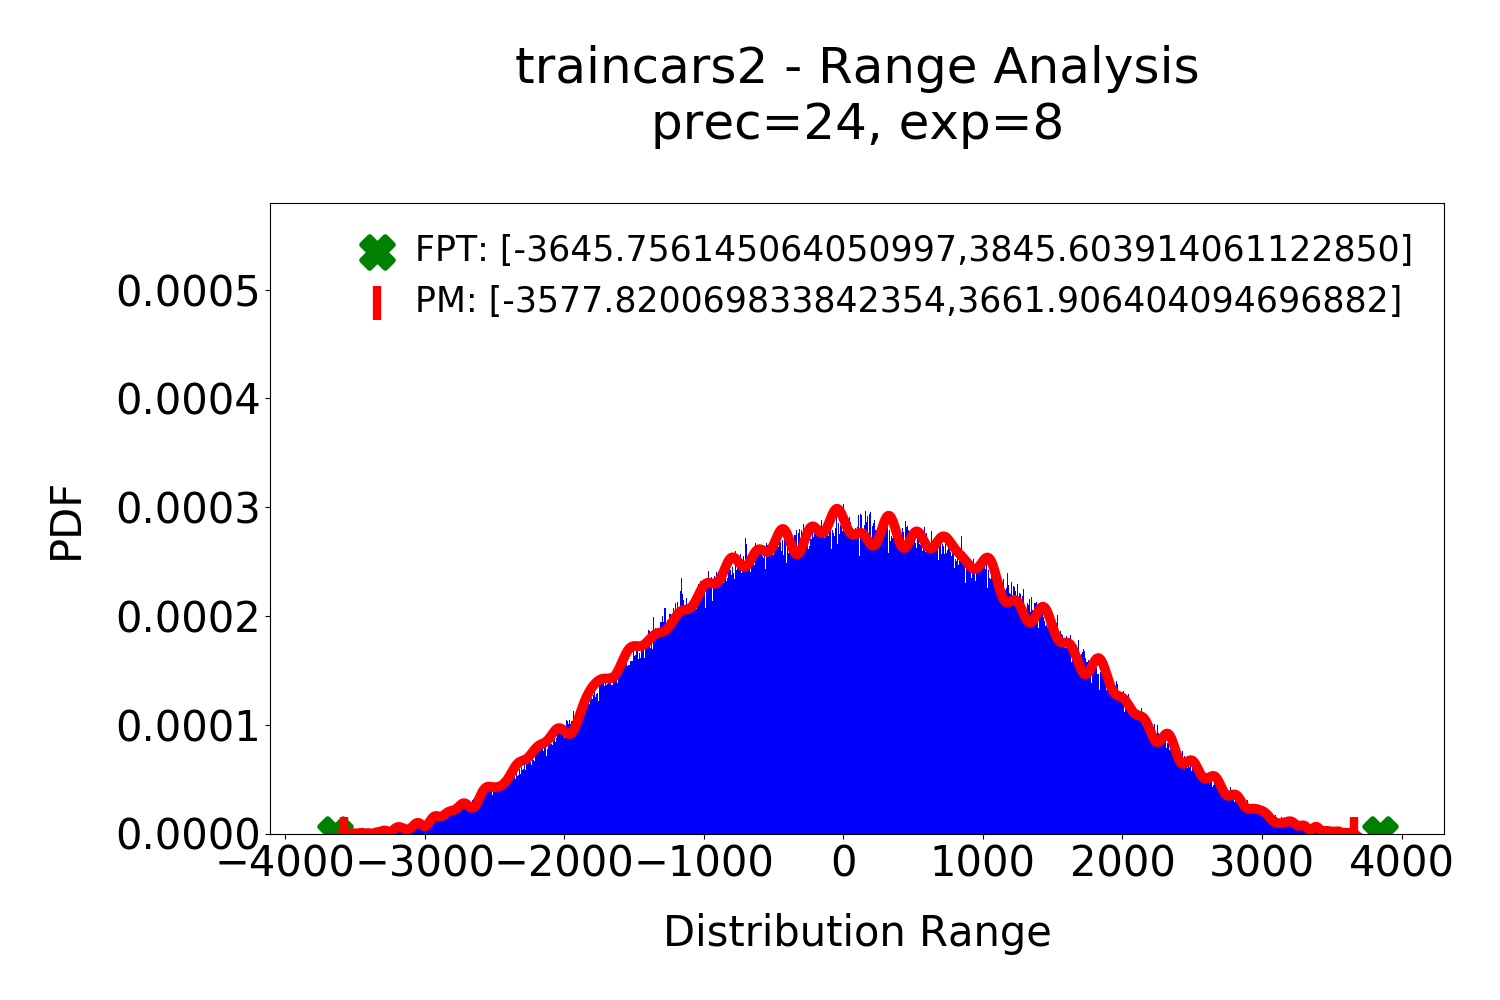 traincars2 - Range Analysis
prec=24, exp=8
FPT: [-3645.756145064050997,3845.603914061122850]
PM: [-3577.820069833842354,3661.906404094696882]
0.0005
0.0004
0.0003
0.0002
0.0001
0.0000
PDF
−4000 −3000 −2000 −1000 0 1000 2000 3000 4000
Distribution Range